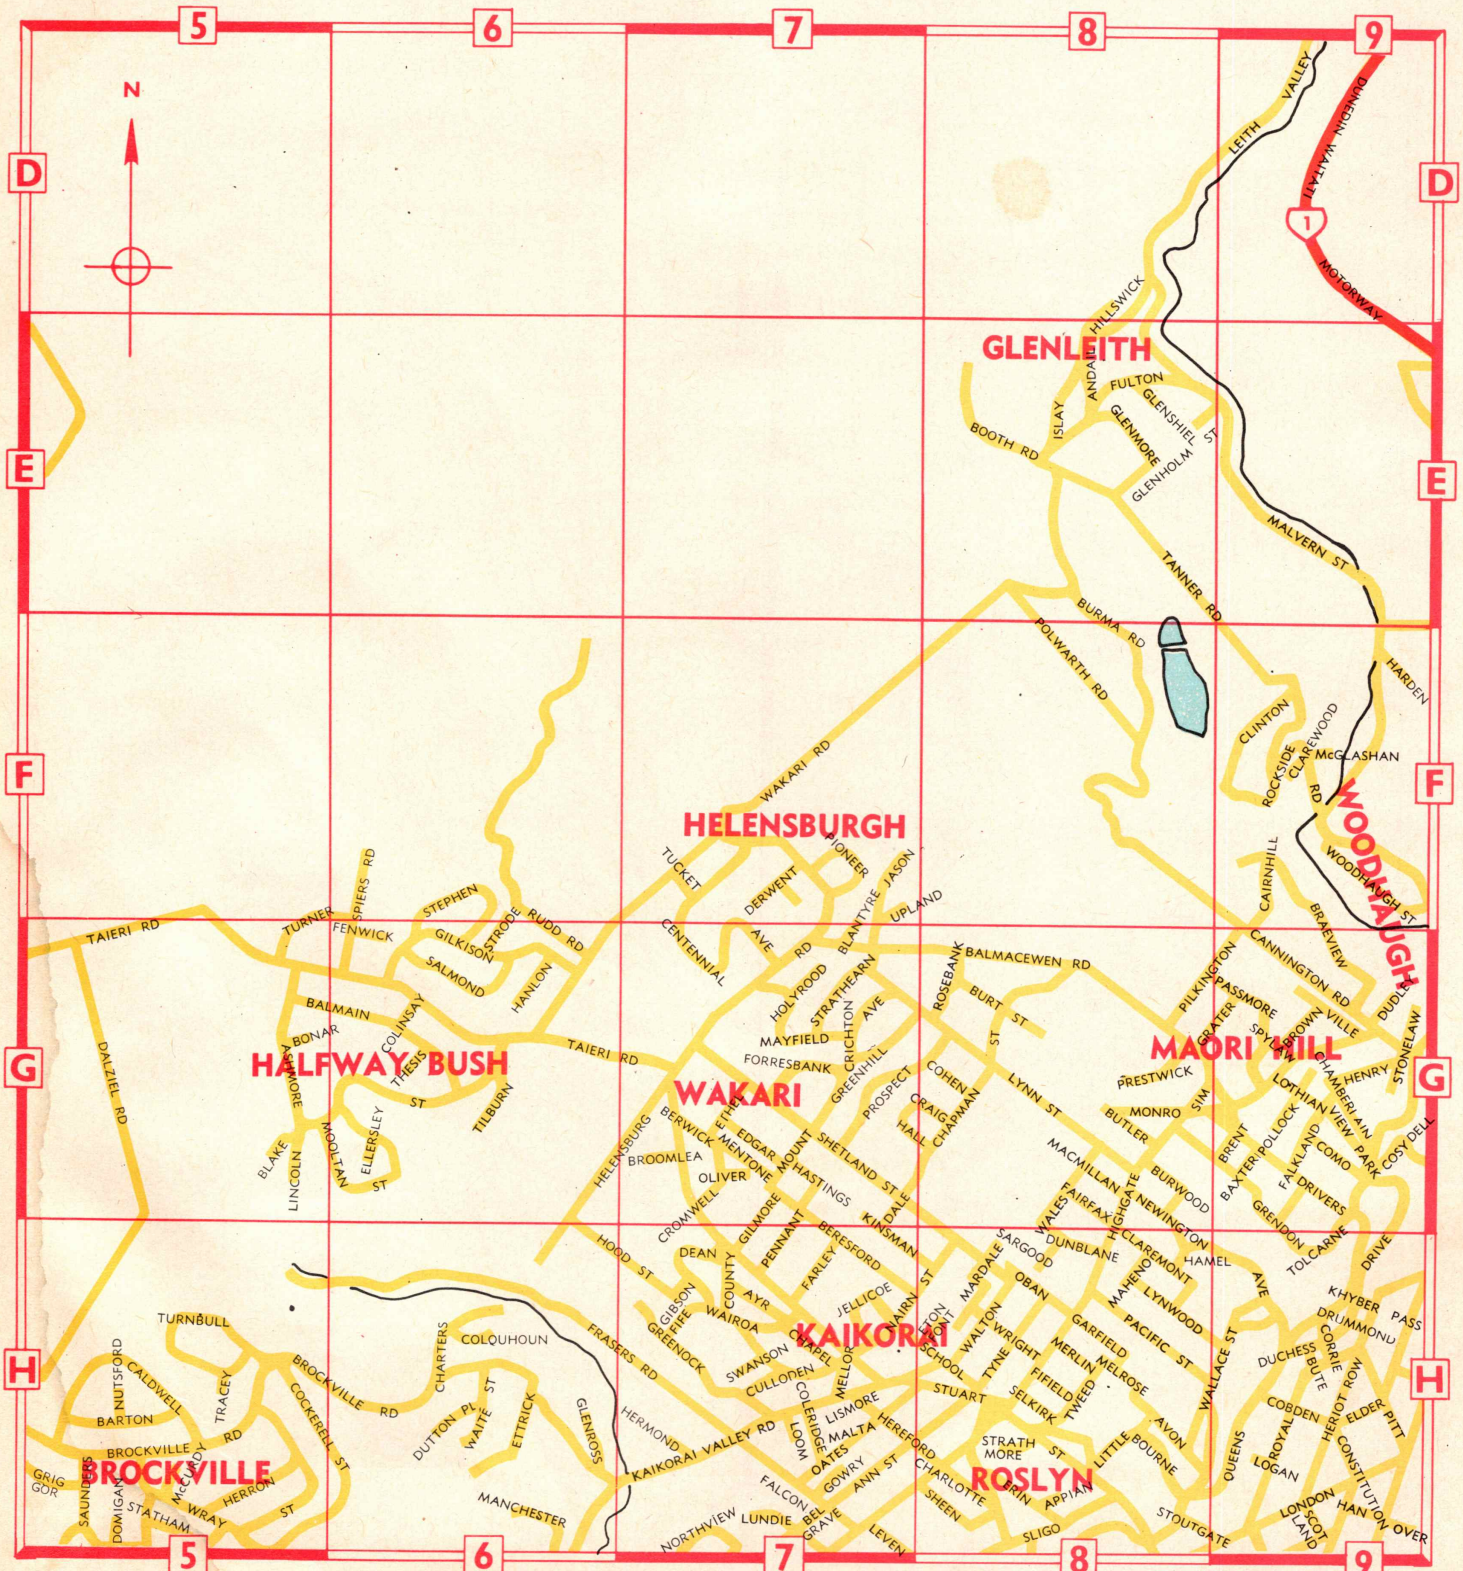 5 6 7 8 9
N
D
D
LEITH VALLEY
DUNEDIN WAITATI
1
MOTORWAY
HILLSWICK
GLENLEITH
FULTON
ISLAY
GLENSHIEL ST
GLENMORE
GLENHOLM
BOOTH RD
E
E
MALVERN ST
TANNER RD
BURMA RD
POLWARTH RD
HARDEN
CLINTON
CLAREWOOD
ROCKSIDE RD
McGLASHAN
F
F
WAKARI RD
WOODHAUGH
HELENSBURGH
PIONEER
TUCKET
DERWENT
JASON
BLANTYRE
UPLAND
CAIRNHILL
WOODHAUGH ST
SPIERS RD
STEPHEN
TURNER
FENWICK
STRODE
RUDD RD
TAIERI RD
GILKISON
SALMOND
HANLON
CENTENNIAL
AVE
RD
ROSEBANK
BALMACEWEN RD
BRAEVIEW
CANNINGTON RD
PILKINGTON
PASSMORE
GRATER
DUDLEY
BALMAIN
COLINSAY
BONAR
HOLYROOD
STRATHEARN
AVE
BURT ST
MAYFIELD
CRICHTON
FORRESBANK
SPYLAW
BROWN
VILLE
STONELAW
G
G
DALZIEL RD
ASHMORE
HALFWAY BUSH
THESIS ST
TAIERI RD
WAKARI
GREENHILL
PROSPECT
COHEN
CRAIG
HALL
CHAPMAN
ST
LYNN ST
MAORI HILL
PRESTWICK
CHAMBERLAIN
HENRY
LOTHIAN
VIEW
PARK
MONRO
SIM
BUTLER
TILBURN
HELENSBURG
BERWICK
ETHEL
EDGAR
MENTONE
BROOMLEA
OLIVER
MOUNT
SHETLAND ST
HASTINGS
BLAKE
LINCOLN
MOOLTAN
ST
ELLERSLEY
MACMILLAN
BRENT
BAXTER
POLLOCK
FALKLAND
COMO
COSY DELL
BURWOOD
FAIRFAX
HIGHGATE
NEWINGTON
WALES
DRIVERS
GRENDON
TOLCARNE
DRIVE
CROMWELL
GILMORE
PENNANT
BERESFORD
KINSMAN
DALE
HOOD ST
DEAN
COUNTY
FARLEY
SARGOOD
DUNBLANE
CLAREMONT
HAMEL
AVE
H
H
GIBSON
FIFE
GREENOCK
WAIROA
AYR
JELLICOE
NAIRN ST
MARDALE
OBAN
MAHENO
LYNWOOD
PACIFIC ST
KHYBER PASS
DRUMMOND
TURNBULL
COLQUHOUN
CHARTERS
FRASERS RD
CHAPEL
KAIKORAI
WALTON
WRIGHT
GARFIELD
WALLACE ST
CORRIE
DUCHESS
BUTE
HERIOT ROW
NUTSFORD
CALDWELL
TRACEY
BROCKVILLE RD
COCKERELL ST
SWANSON
CULLODEN
MELLOR
SCHOOL
TYNE
MERLIN
MELROSE
FIFIELD
TWEED
SELKIRK
STUART
BARTON
BROCKVILLE RD
DUTTON PL
WAITE ST
ETTRICK
GLENROSS
HERMOND
KAIKORAI VALLEY RD
COLERIDGE
LOOM
LISMORE
MALTA
OATES
HEREFORD
COBDEN
ELDER
PITT
ROYAL
QUEENS
AVON
BOURNE
LITTLE
STRATH
MORE
ST
GRIG
GOR
BROCKVILLE
SAUNDERS
McCURDY
HERRON
ST
WRAY
STATHAM
DOMIGAN
MANCHESTER
GOWRY
ANN ST
FALCON
BEL
GRAVE
CHARLOTTE
ROSLYN
ERIN
APPIAN
SHEEN
LOGAN
CONSTITUTION
LONDON
HAN OVER
SCOT
LAND
NORTHVIEW
LUNDIE
LEVEN
SLIGO
STOUTGATE
5 6 7 8 9